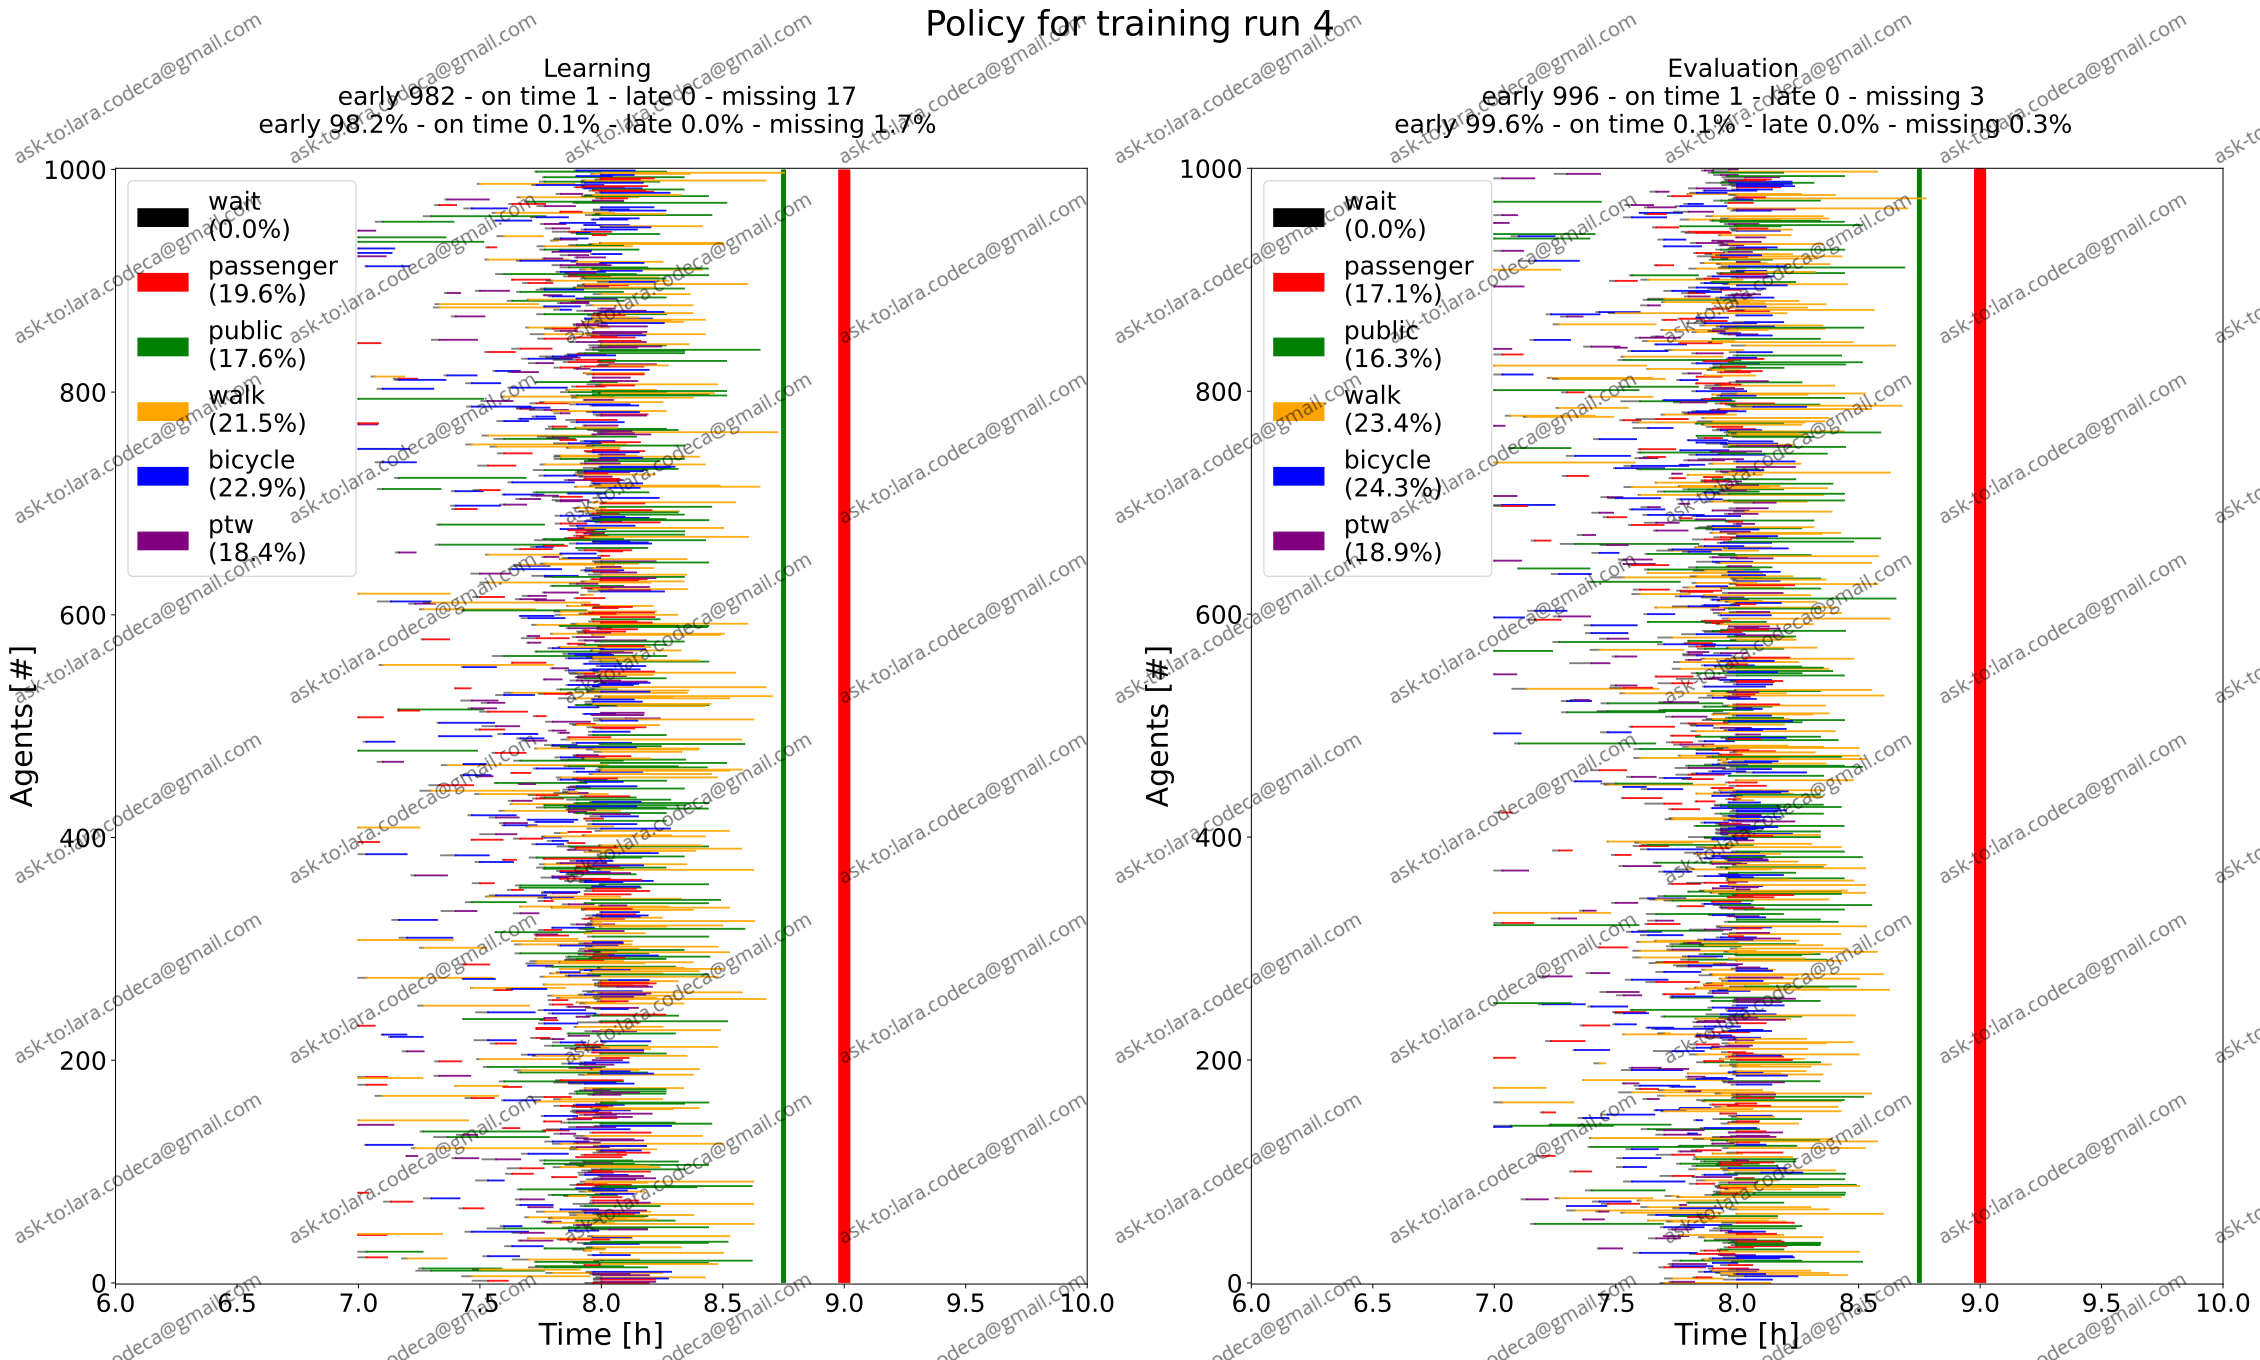 Policy for training run 4
Learning
early 982 - on time 1 - late 0 - missing 17
early 98.2% - on time 0.1% - late 0.0% - missing 1.7%
1000
800
600
400
200
0
Agents [#]
wait
(0.0%)
passenger
(19.6%)
public
(17.6%)
walk
(21.5%)
bicycle
(22.9%)
ptw
(18.4%)
6.0 6.5 7.0 7.5 8.0 8.5 9.0 9.5 10.0
Time [h]
Evaluation
early 996 - on time 1 - late 0 - missing 3
early 99.6% - on time 0.1% - late 0.0% - missing 0.3%
1000
800
600
400
200
0
Agents [#]
wait
(0.0%)
passenger
(17.1%)
public
(16.3%)
walk
(23.4%)
bicycle
(24.3%)
ptw
(18.9%)
6.0 6.5 7.0 7.5 8.0 8.5 9.0 9.5 10.0
Time [h]
ask-to:lara.codeca@gmail.com